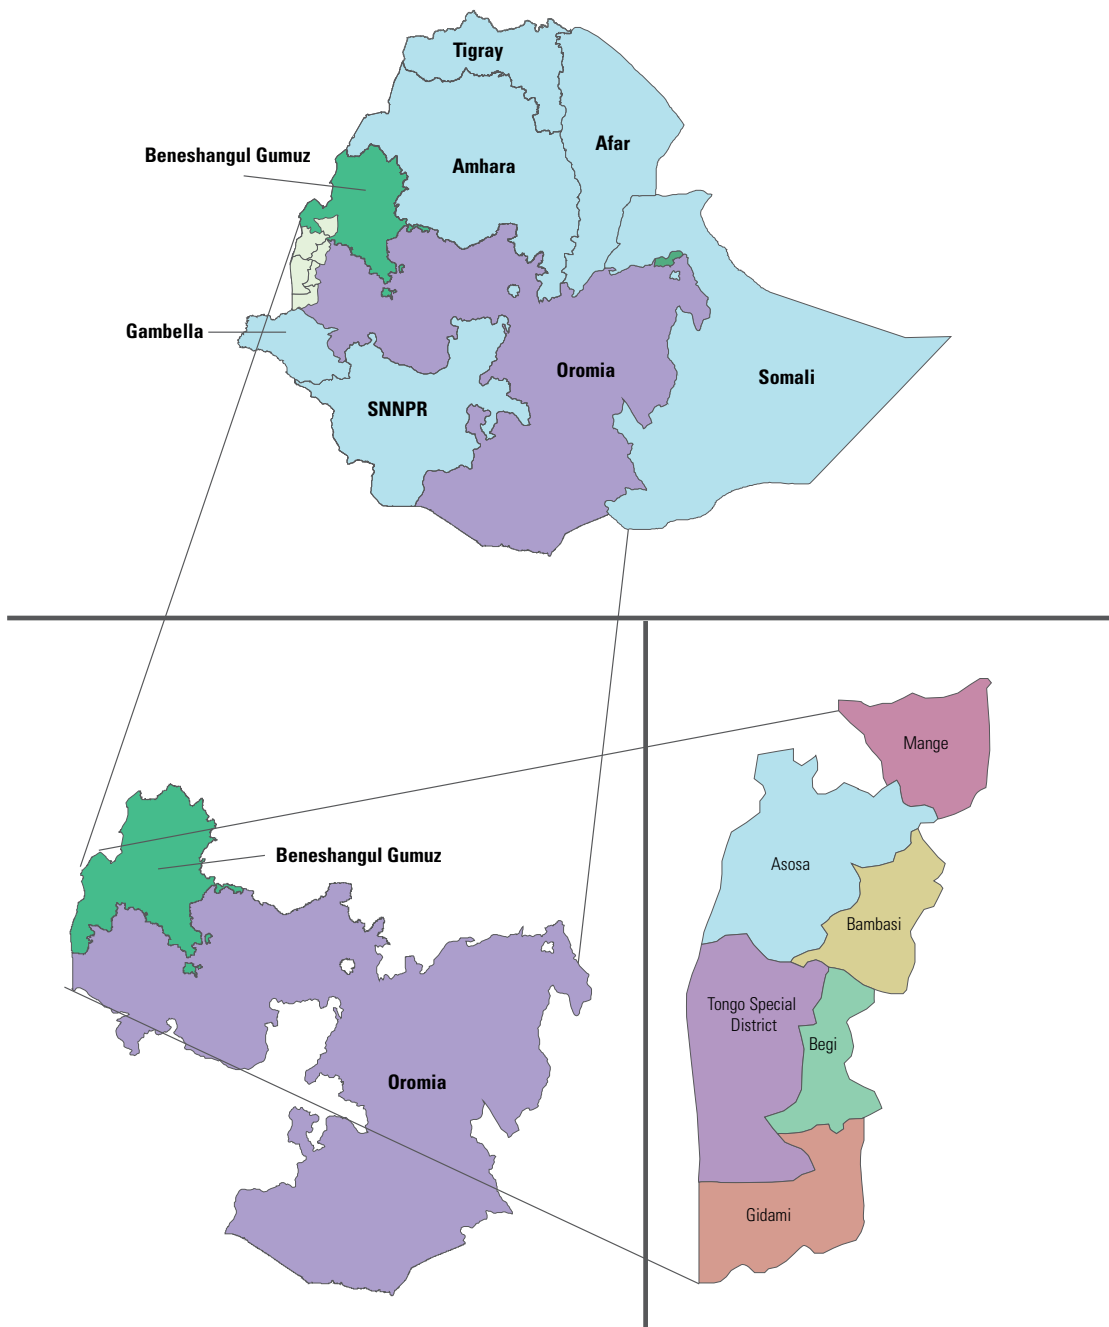 Tigray
Afar
Beneshangul Gumuz
Amhara
Gambella
Oromia
Somali
SNNPR
Mange
Beneshangul Gumuz
Asosa
Bambasi
Tongo Special
District
Begi
Oromia
Gidami